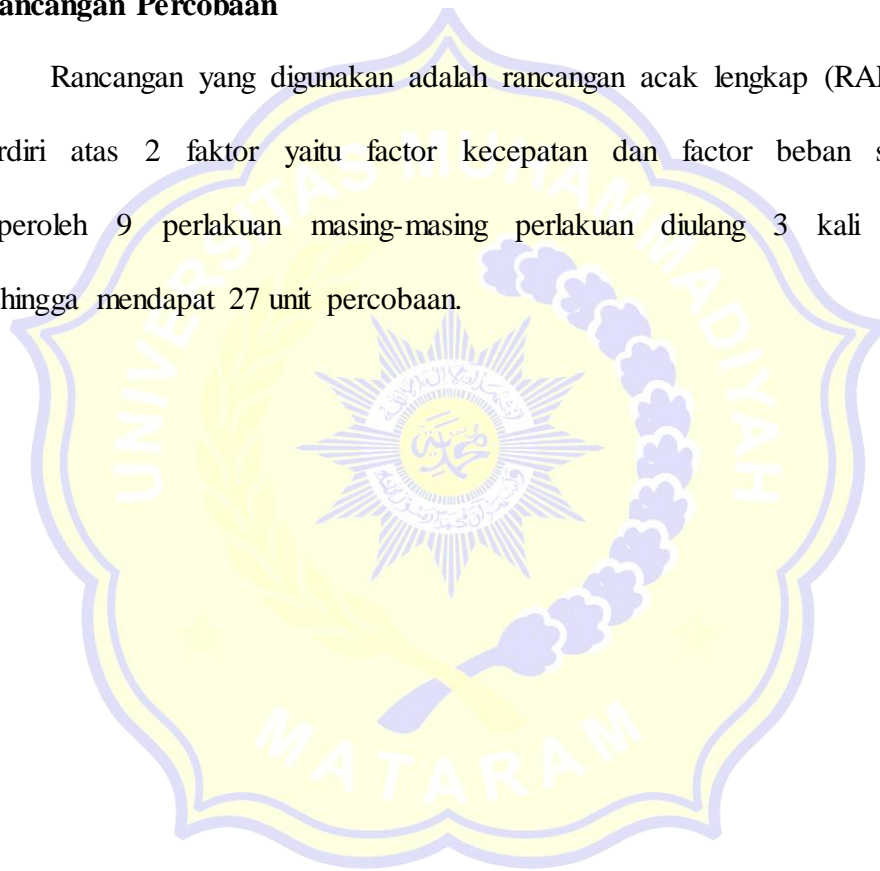 ancangan Percobaan
Rancangan yang digunakan adalah rancangan acak lengkap (RA
rdiri atas 2 faktor yaitu factor kecepatan dan factor beban s
peroleh 9 perlakuan masing-masing perlakuan diulang 3 kali
hingga mendapat 27 unit percobaan.
UNIVERSITAS MUHAMMADIYAH
MATARAM